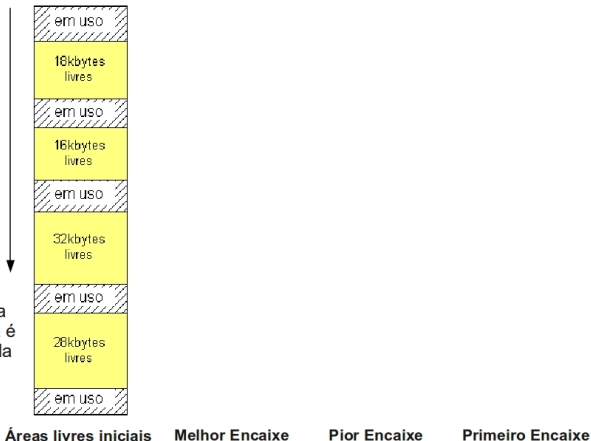 em uso
18kbytes
livres
em uso
16kbytes
livres
em uso
32kbytes
livres
em uso
a
é
la
28kbytes
livres
em uso
Áreas livres iniciais Melhor Encaixe Pior Encaixe Primeiro Encaixe